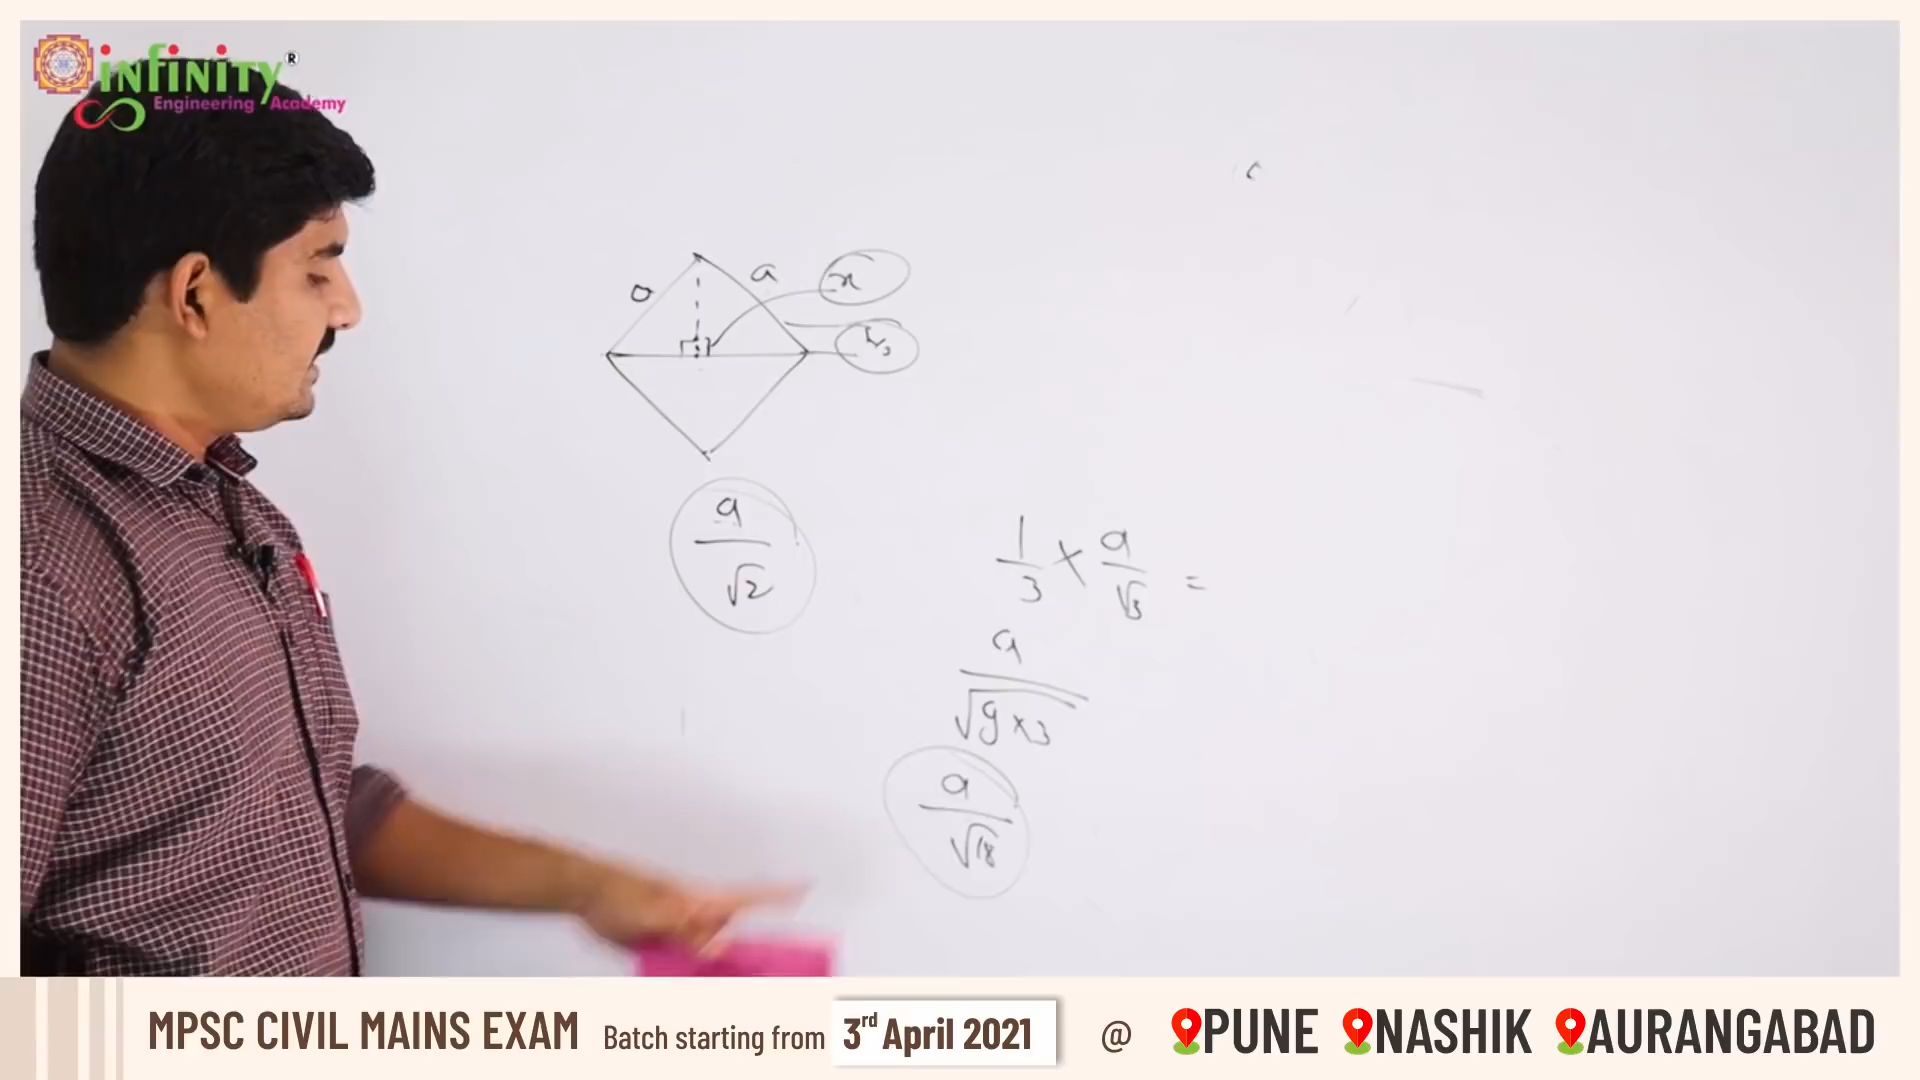 infinity®
Engineering Academy
a
a
x
a
√2
1/3 × a/√3 =
a
√9×3
a
√18
MPSC CIVIL MAINS EXAM Batch starting from 3rd April 2021 @ PUNE NASHIK AURANGABAD